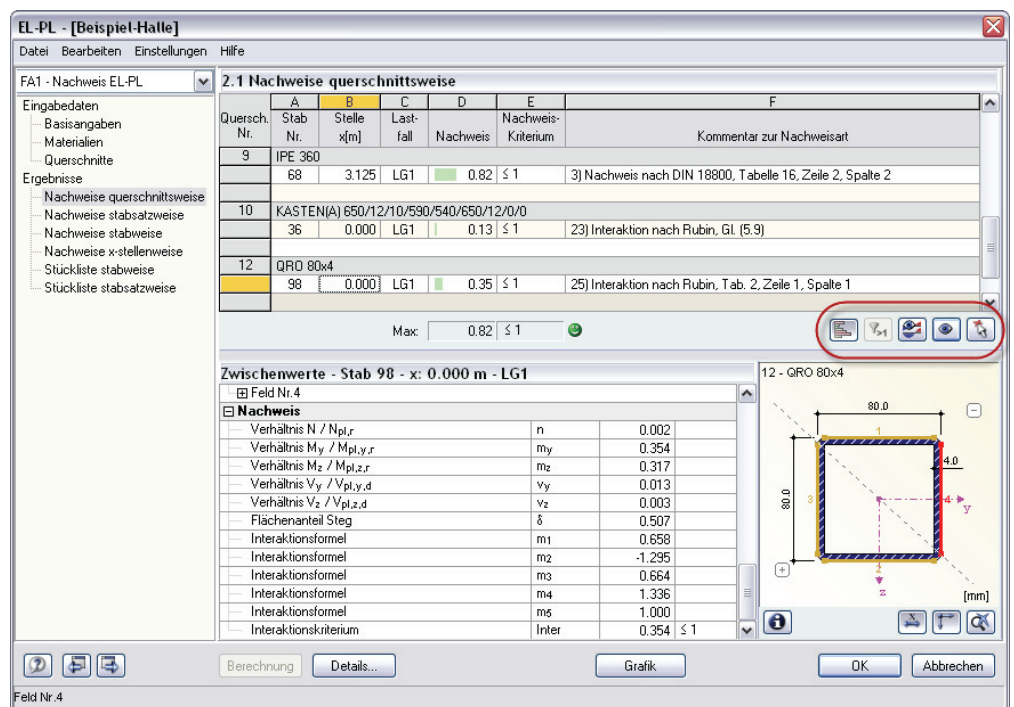 EL-PL - [Beispiel-Halle]
Datei Bearbeiten Einstellungen Hilfe
FA1 - Nachweis EL-PL
Eingabedaten
Basisangaben
Materialien
Querschnitte
Ergebnisse
Nachweise querschnittsweise
Nachweise stabsatzweise
Nachweise stabweise
Nachweise x-stellenweise
Stückliste stabweise
Stückliste stabsatzweise
2.1 Nachweise querschnittsweise
A B C D E F
Quersch. Stab Stelle Last- Nachweis-
Nr. Nr. x[m] fall Nachweis Kriterium Kommentar zur Nachweisart
9 IPE 360
68 3.125 LG1 0.82 ≤ 1 3) Nachweis nach DIN 18800, Tabelle 16, Zeile 2, Spalte 2
10 KASTEN(A) 650/12/10/590/540/650/12/0/0
36 0.000 LG1 0.13 ≤ 1 23) Interaktion nach Rubin, Gl. (5.9)
12 QRO 80x4
98 0.000 LG1 0.35 ≤ 1 25) Interaktion nach Rubin, Tab. 2, Zeile 1, Spalte 1
Max: 0.82 ≤ 1
>1
Zwischenwerte - Stab 98 - x: 0.000 m - LG1
Feld Nr.4
Nachweis
Verhältnis N / Npl,r n 0.002
Verhältnis My / Mpl,y,r my 0.354
Verhältnis Mz / Mpl,z,r mz 0.317
Verhältnis Vy / Vpl,y,d vy 0.013
Verhältnis Vz / Vpl,z,d vz 0.003
Flächenanteil Steg δ 0.507
Interaktionsformel m1 0.658
Interaktionsformel m2 -1.295
Interaktionsformel m3 0.664
Interaktionsformel m4 1.336
Interaktionsformel m5 1.000
Interaktionskriterium Inter 0.354 ≤ 1
12 - QRO 80x4
80.0
1
4.0
80.0
3
4
y
2
z
[mm]
x
Berechnung Details... Grafik OK Abbrechen
Feld Nr.4